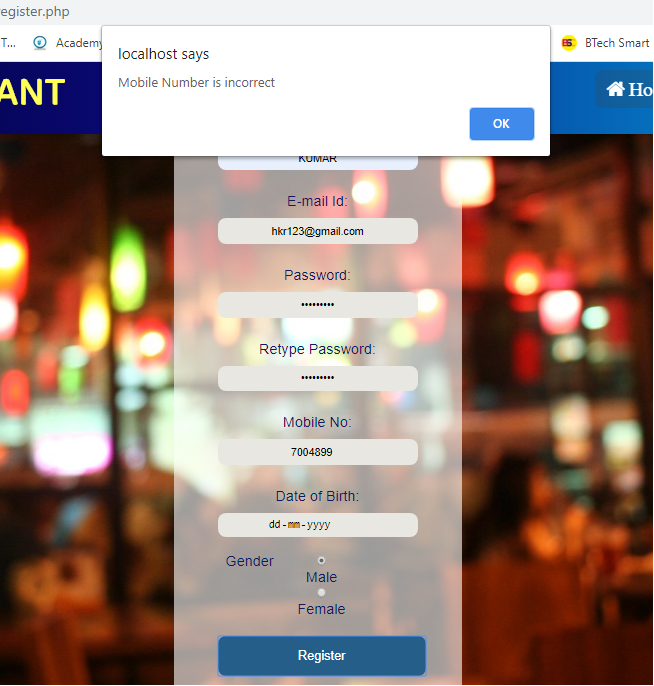 register.php
T... Academy BTech Smart
localhost says
Mobile Number is incorrect
OK
ANT Ho
KUMAR
E-mail Id:
hkr123@gmail.com
Password:
•••••••••
Retype Password:
•••••••••
Mobile No:
7004899
Date of Birth:
dd-mm-yyyy
Gender
Male
Female
Register